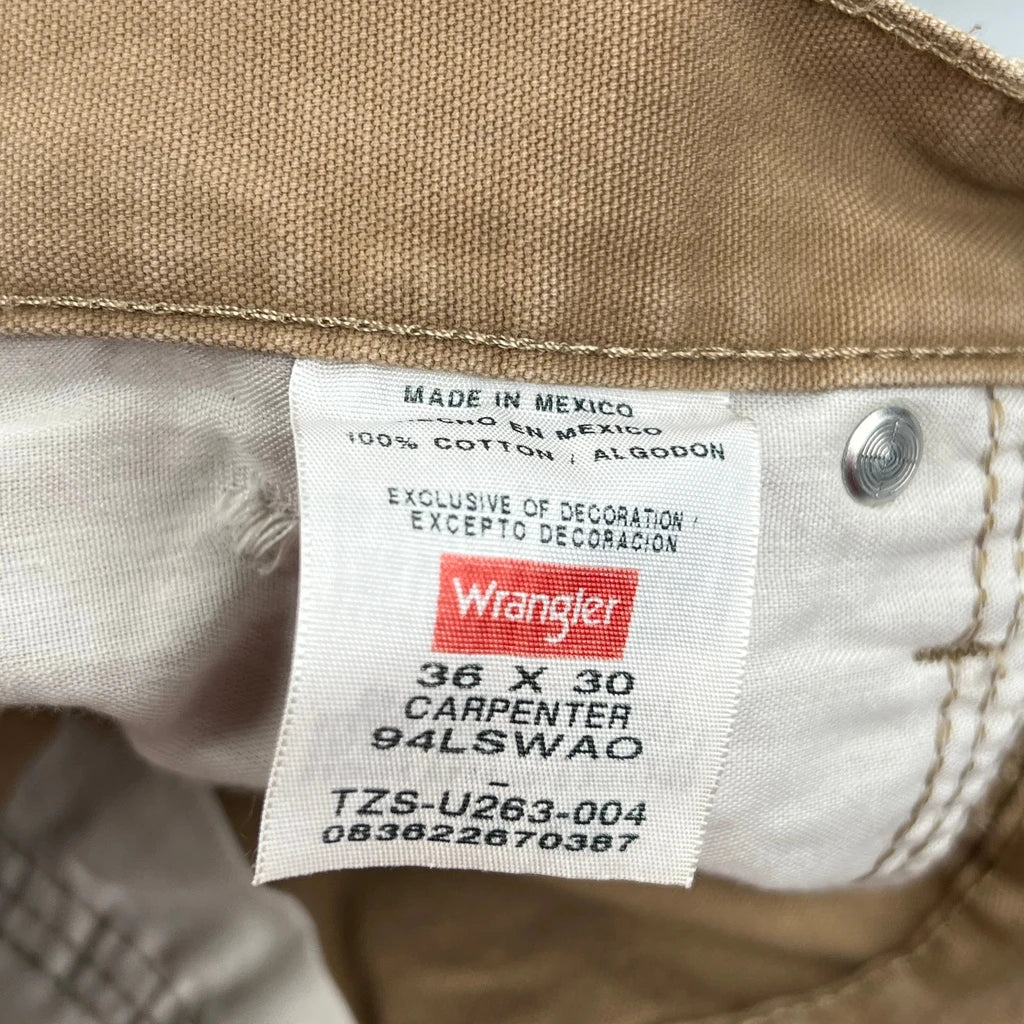 MADE IN MEXICO
EN MEXICO
100% COTTON / ALGODON
EXCLUSIVE OF DECORATION /
EXCEPTO DECORACION
Wrangler
36 X 30
CARPENTER
94LSWAO
-
TZS-U263-004
083622670387